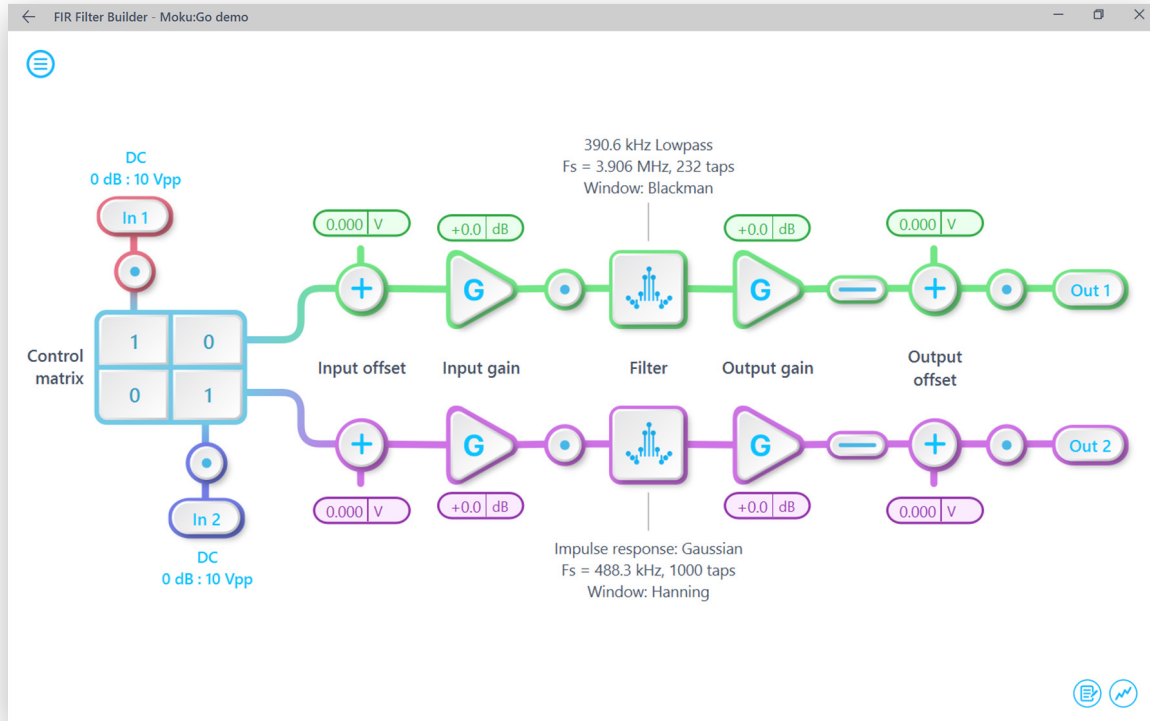 FIR Filter Builder - Moku:Go demo
DC
0 dB : 10 Vpp
In 1
390.6 kHz Lowpass
Fs = 3.906 MHz, 232 taps
Window: Blackman
0.000 V
+0.0 dB
+0.0 dB
0.000 V
G
G
Out 1
Control
matrix
1 0
0 1
Input offset
Input gain
Filter
Output gain
Output
offset
G
G
Out 2
0.000 V
+0.0 dB
+0.0 dB
0.000 V
In 2
DC
0 dB : 10 Vpp
Impulse response: Gaussian
Fs = 488.3 kHz, 1000 taps
Window: Hanning